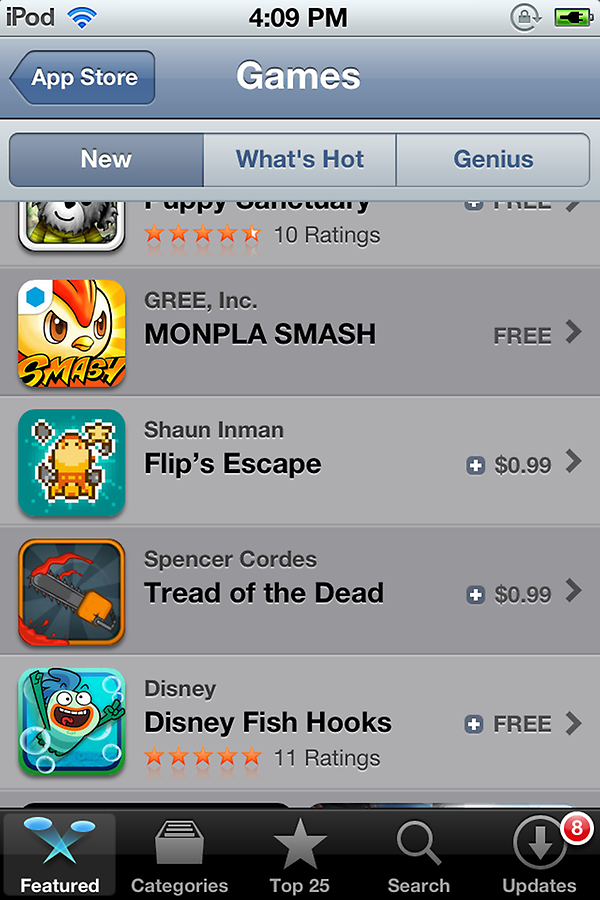 iPod
4:09 PM
App Store
Games
New
What's Hot
Genius
Puppy Sanctuary
FREE
10 Ratings
GREE, Inc.
MONPLA SMASH
FREE
SMASH
Shaun Inman
Flip's Escape
$0.99
Spencer Cordes
Tread of the Dead
$0.99
Disney
Disney Fish Hooks
FREE
11 Ratings
Featured
Categories
Top 25
Search
Updates
8